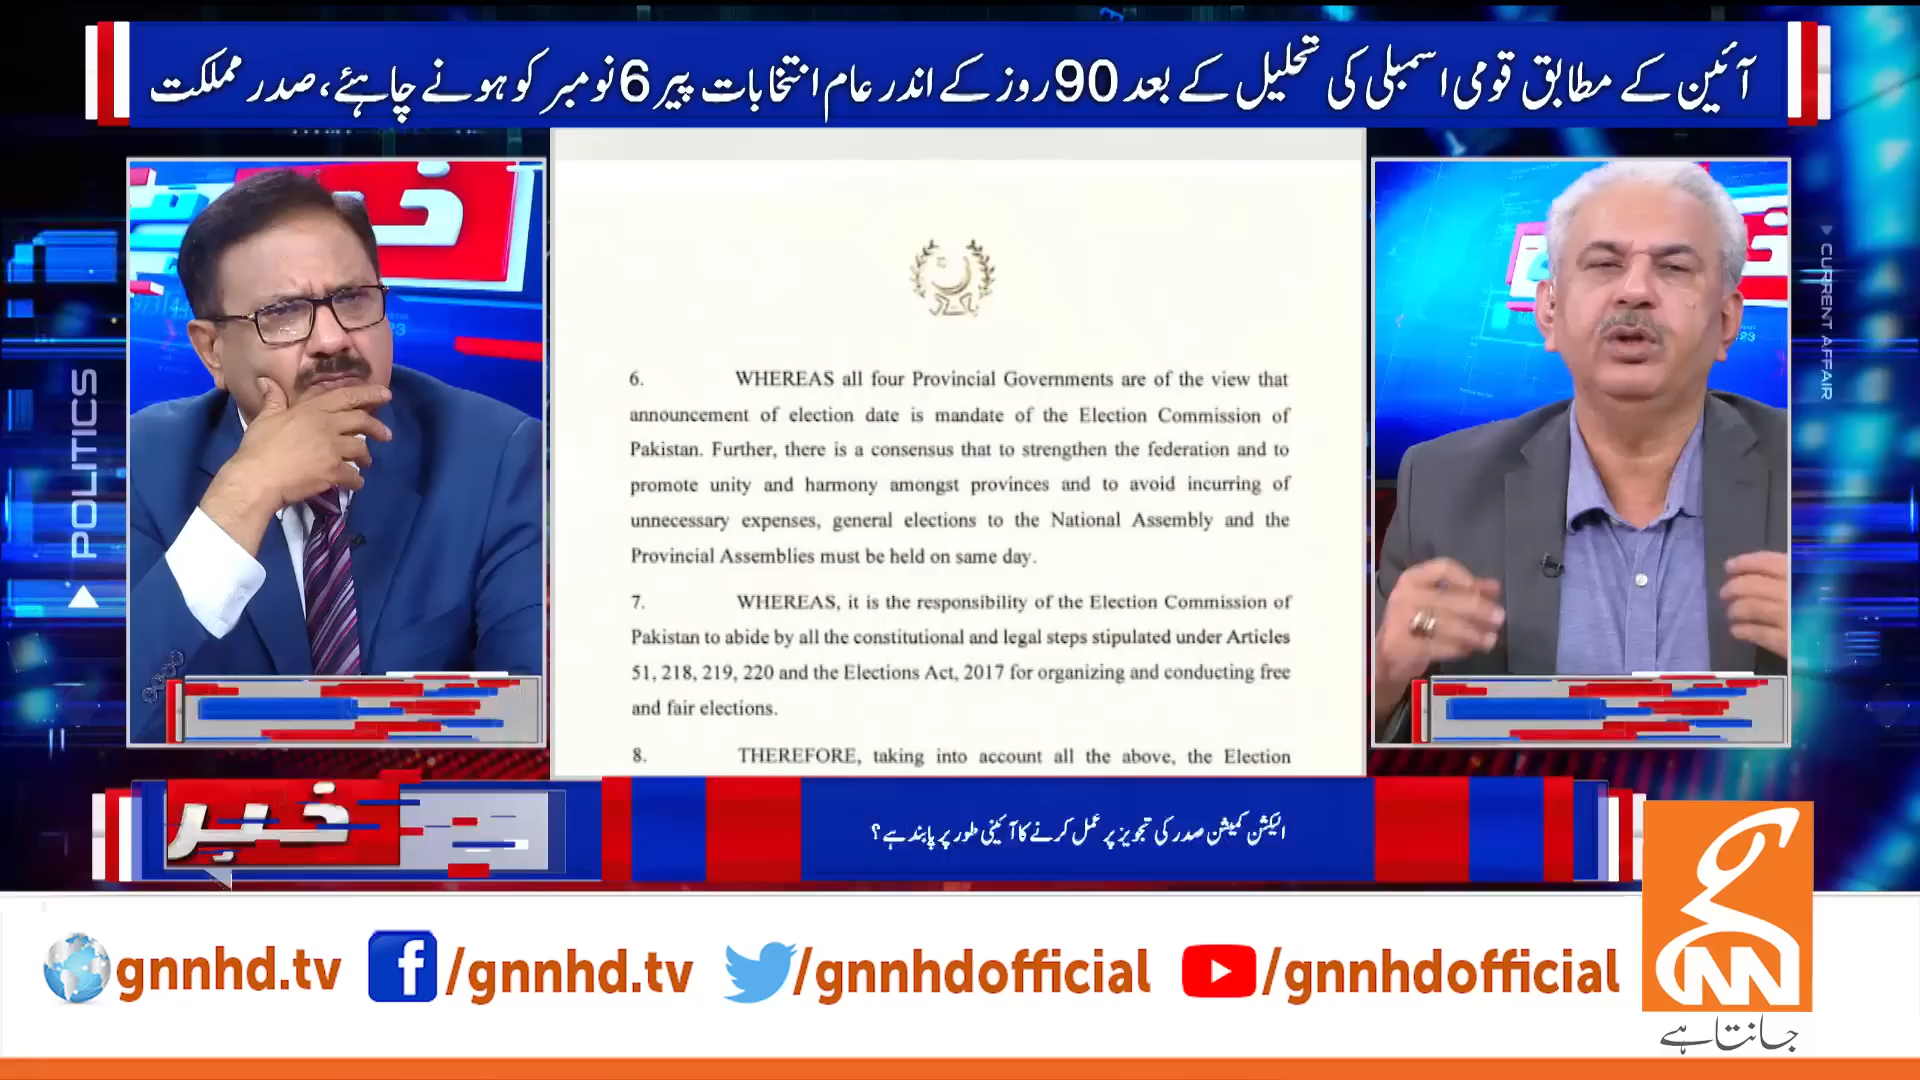 آئین کے مطابق قومی اسمبلی کی تحلیل کے بعد 90 روز کے اندر عام انتخابات پیر 6 نومبر کو ہونے چاہئے، صدر مملکت
POLITICS
CURRENT AFFAIR
6. WHEREAS all four Provincial Governments are of the view that
announcement of election date is mandate of the Election Commission of
Pakistan. Further, there is a consensus that to strengthen the federation and to
promote unity and harmony amongst provinces and to avoid incurring of
unnecessary expenses, general elections to the National Assembly and the
Provincial Assemblies must be held on same day.
7. WHEREAS, it is the responsibility of the Election Commission of
Pakistan to abide by all the constitutional and legal steps stipulated under Articles
51, 218, 219, 220 and the Elections Act, 2017 for organizing and conducting free
and fair elections.
8. THEREFORE, taking into account all the above, the Election
خبر
الیکشن کمیشن صدر کی تجویز پر عمل کرنے کا آئینی طور پر پابند ہے؟
gnnhd.tv
/gnnhd.tv
/gnnhdofficial
/gnnhdofficial
GNN
جانتا ہے